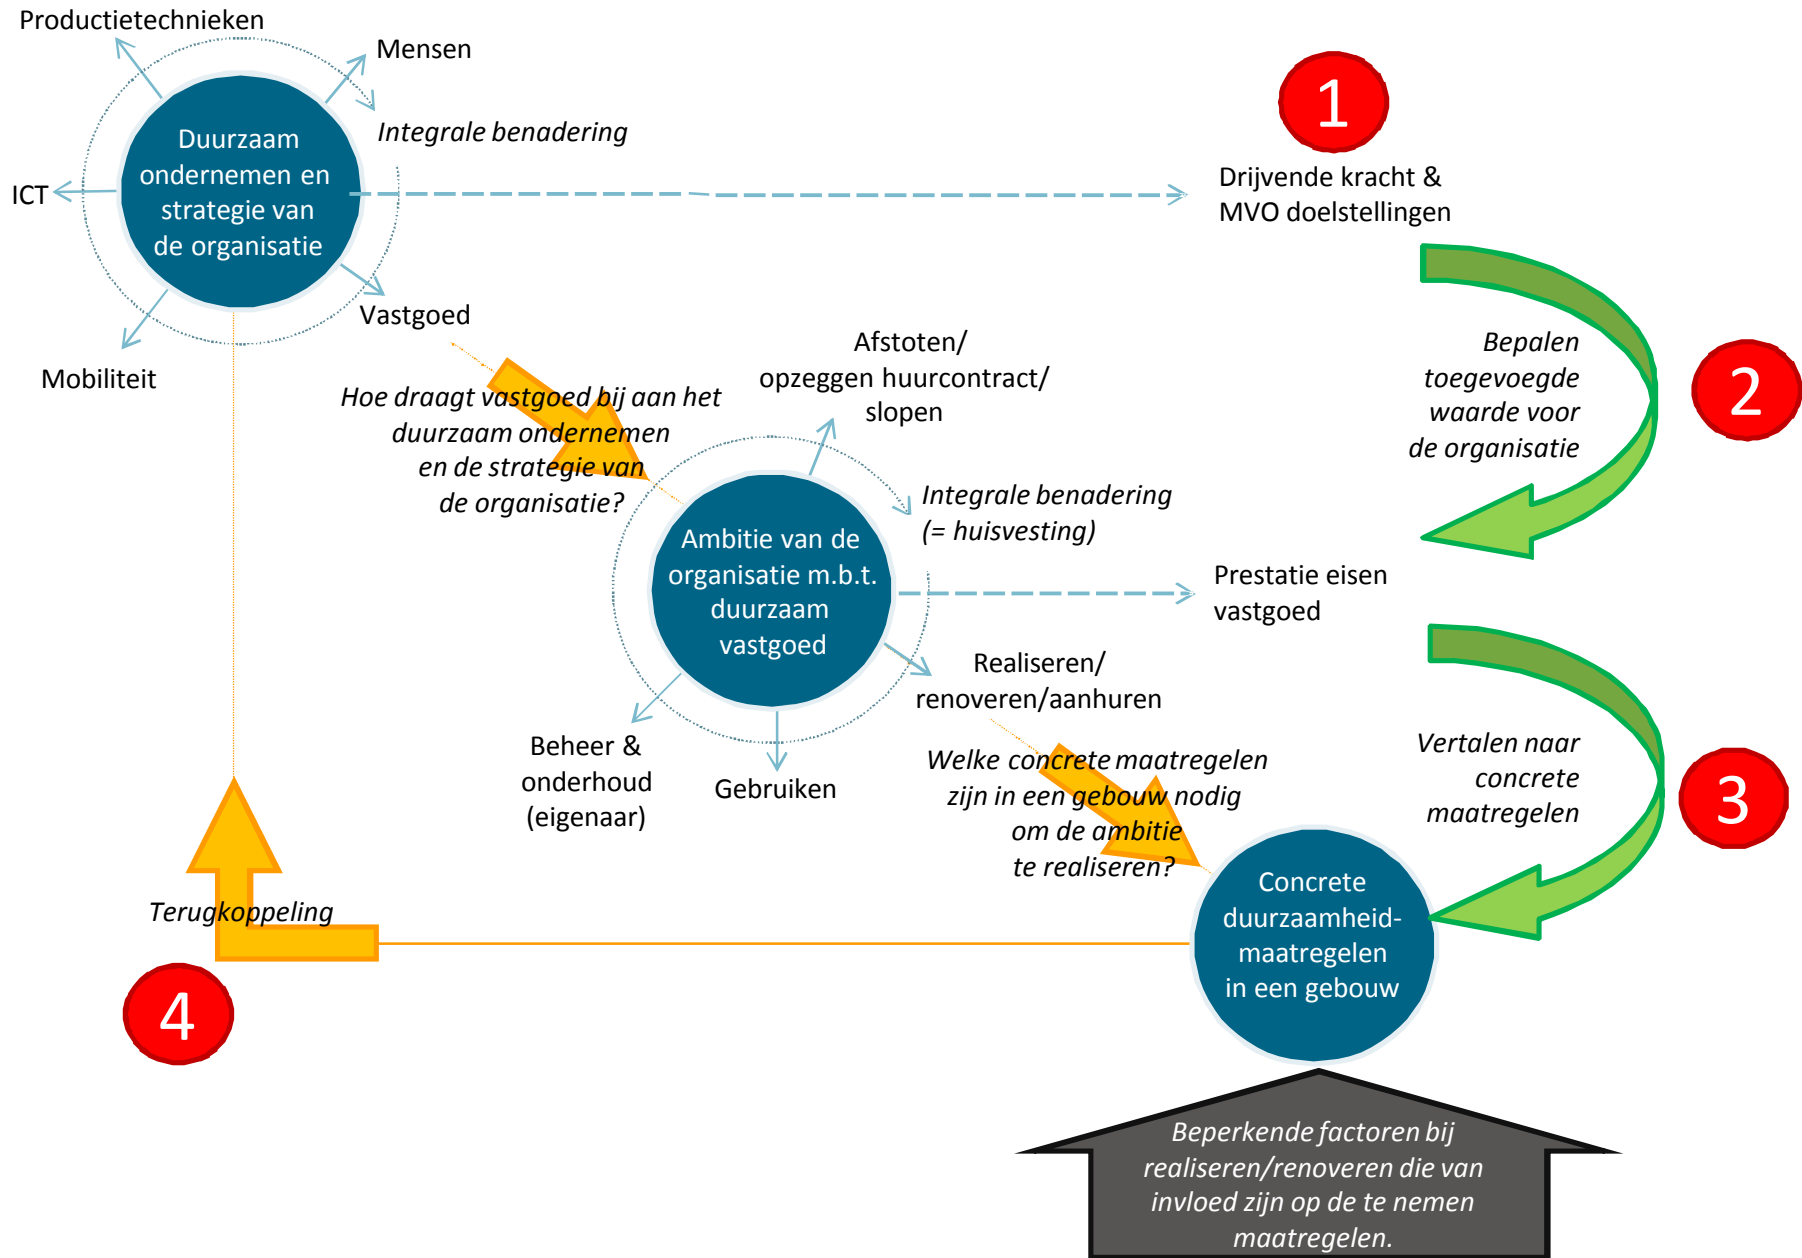 Productietechnieken
Mensen
Integrale benadering
Duurzaam
ondernemen en
strategie van
de organisatie
ICT
Mobiliteit
Vastgoed
1
Drijvende kracht &
MVO doelstellingen
Hoe draagt vastgoed bij aan het
duurzaam ondernemen
en de strategie van
de organisatie?
Afstoten/
opzeggen huurcontract/
slopen
Bepalen
toegevoegde
waarde voor
de organisatie
2
Integrale benadering
(= huisvesting)
Ambitie van de
organisatie m.b.t.
duurzaam
vastgoed
Prestatie eisen
vastgoed
Realiseren/
renoveren/aanhuren
Beheer &
onderhoud
(eigenaar)
Gebruiken
Welke concrete maatregelen
zijn in een gebouw nodig
om de ambitie
te realiseren?
Vertalen naar
concrete
maatregelen
3
Concrete
duurzaamheid-
maatregelen
in een gebouw
Terugkoppeling
4
Beperkende factoren bij
realiseren/renoveren die van
invloed zijn op de te nemen
maatregelen.